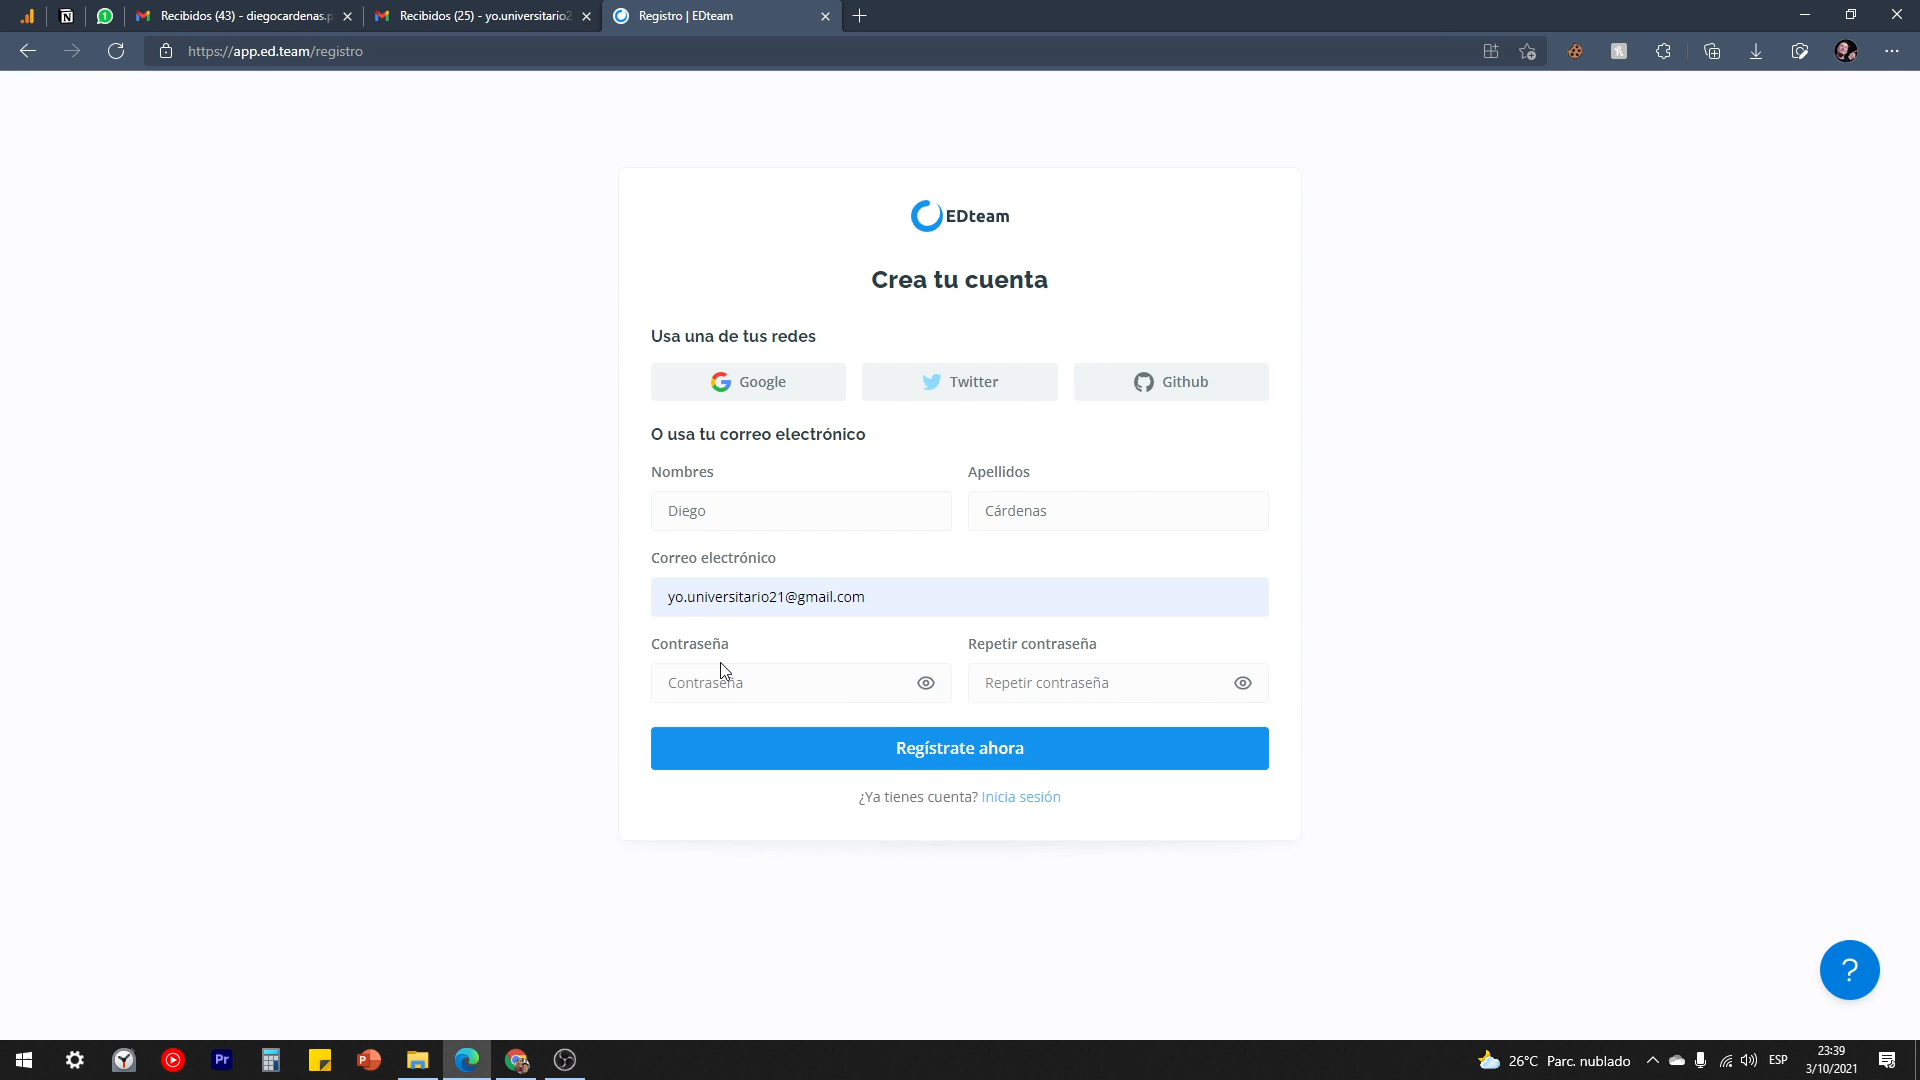 Recibidos (43) - diegocardenas.p
Recibidos (25) - yo.universitario2
Registro | EDteam
https://app.ed.team/registro
EDteam
Crea tu cuenta
Usa una de tus redes
Google
Twitter
Github
O usa tu correo electrónico
Nombres
Apellidos
Diego
Cárdenas
Correo electrónico
yo.universitario21@gmail.com
Contraseña
Repetir contraseña
Contraseña
Repetir contraseña
Regístrate ahora
¿Ya tienes cuenta? Inicia sesión
?
Pr
26°C Parc. nublado
ESP
23:39
3/10/2021